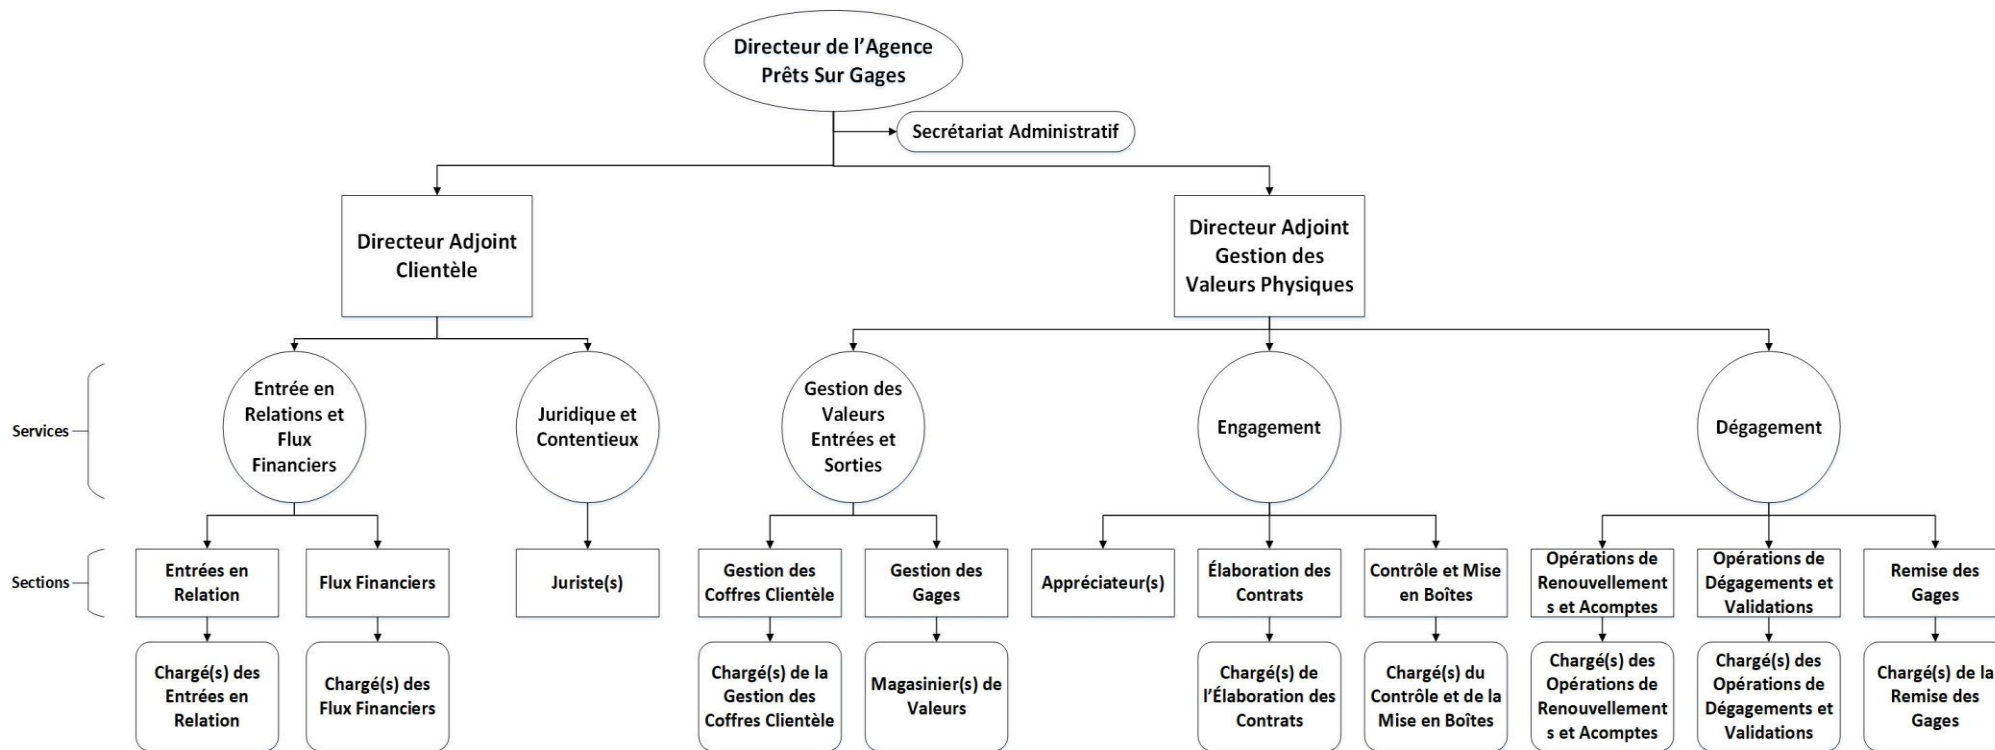 Directeur de l'Agence
Prêts Sur Gages
Secrétariat Administratif
Directeur Adjoint
Clientèle
Directeur Adjoint
Gestion des
Valeurs Physiques
Services
Entrée en
Relations et
Flux
Financiers
Juridique et
Contentieux
Gestion des
Valeurs
Entrées et
Sorties
Engagement
Dégagement
Sections
Entrées en
Relation
Flux Financiers
Juriste(s)
Gestion des
Coffres Clientèle
Gestion des
Gages
Appréciateur(s)
Élaboration des
Contrats
Contrôle et Mise
en Boîtes
Opérations de
Renouvellement
s et Acomptes
Opérations de
Dégagements et
Validations
Remise des
Gages
Chargé(s) des
Entrées en
Relation
Chargé(s) des
Flux Financiers
Chargé(s) de la
Gestion des
Coffres Clientèle
Magasinier(s) de
Valeurs
Chargé(s) de
l'Élaboration des
Contrats
Chargé(s) du
Contrôle et de la
Mise en Boîtes
Chargé(s) des
Opérations de
Renouvellement
s et Acomptes
Chargé(s) des
Opérations de
Dégagements et
Validations
Chargé(s) de la
Remise des
Gages